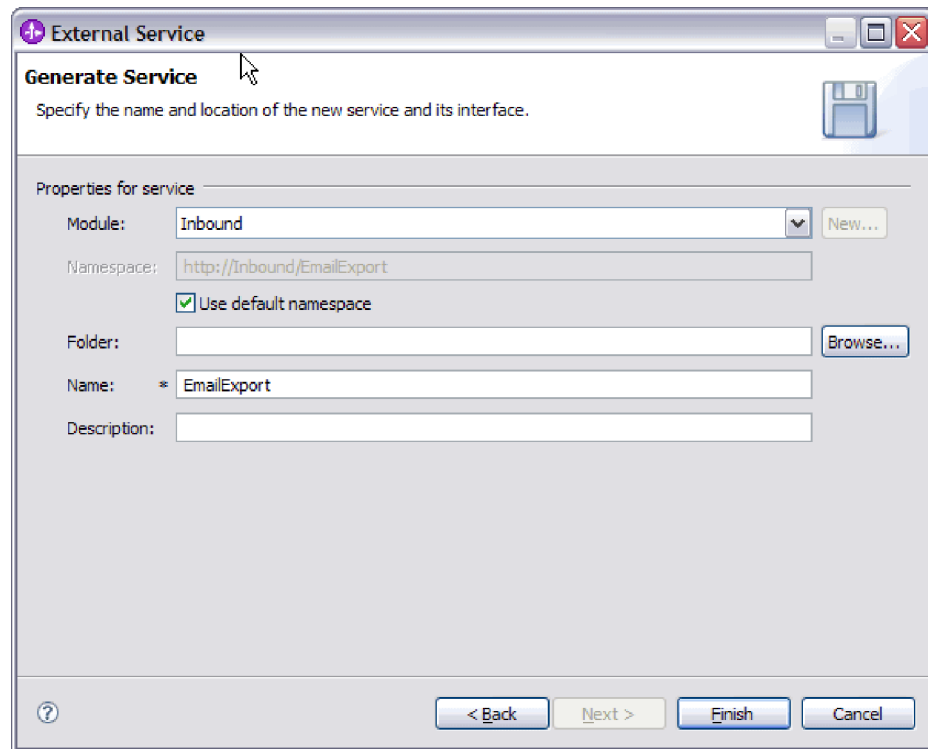 External Service
Generate Service
Specify the name and location of the new service and its interface.
Properties for service
Module: Inbound New...
Namespace: http://Inbound/EmailExport
Use default namespace
Folder: Browse...
Name: * EmailExport
Description:
? < Back Next > Finish Cancel